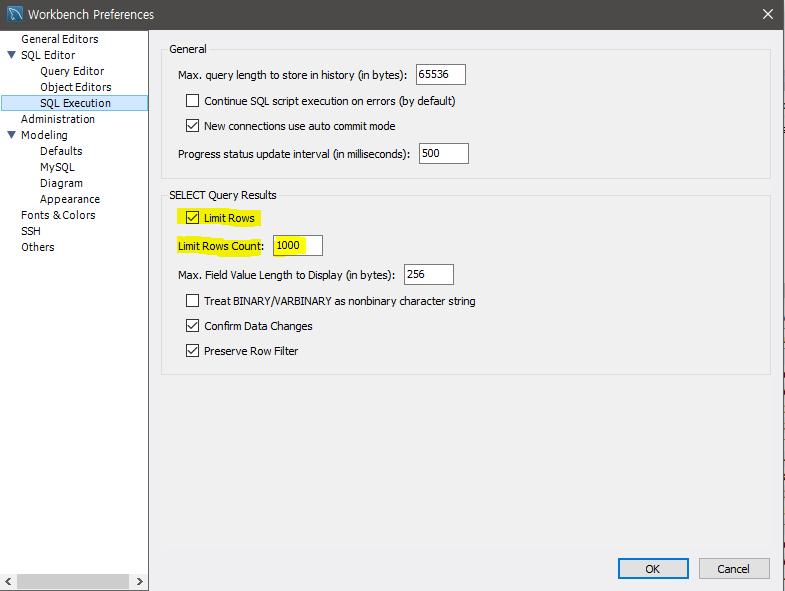 Workbench Preferences
General Editors
SQL Editor
Query Editor
Object Editors
SQL Execution
Administration
Modeling
Defaults
MySQL
Diagram
Appearance
Fonts & Colors
SSH
Others
General
Max. query length to store in history (in bytes): 65536
Continue SQL script execution on errors (by default)
New connections use auto commit mode
Progress status update interval (in milliseconds): 500
SELECT Query Results
Limit Rows
Limit Rows Count: 1000
Max. Field Value Length to Display (in bytes): 256
Treat BINARY/VARBINARY as nonbinary character string
Confirm Data Changes
Preserve Row Filter
OK Cancel